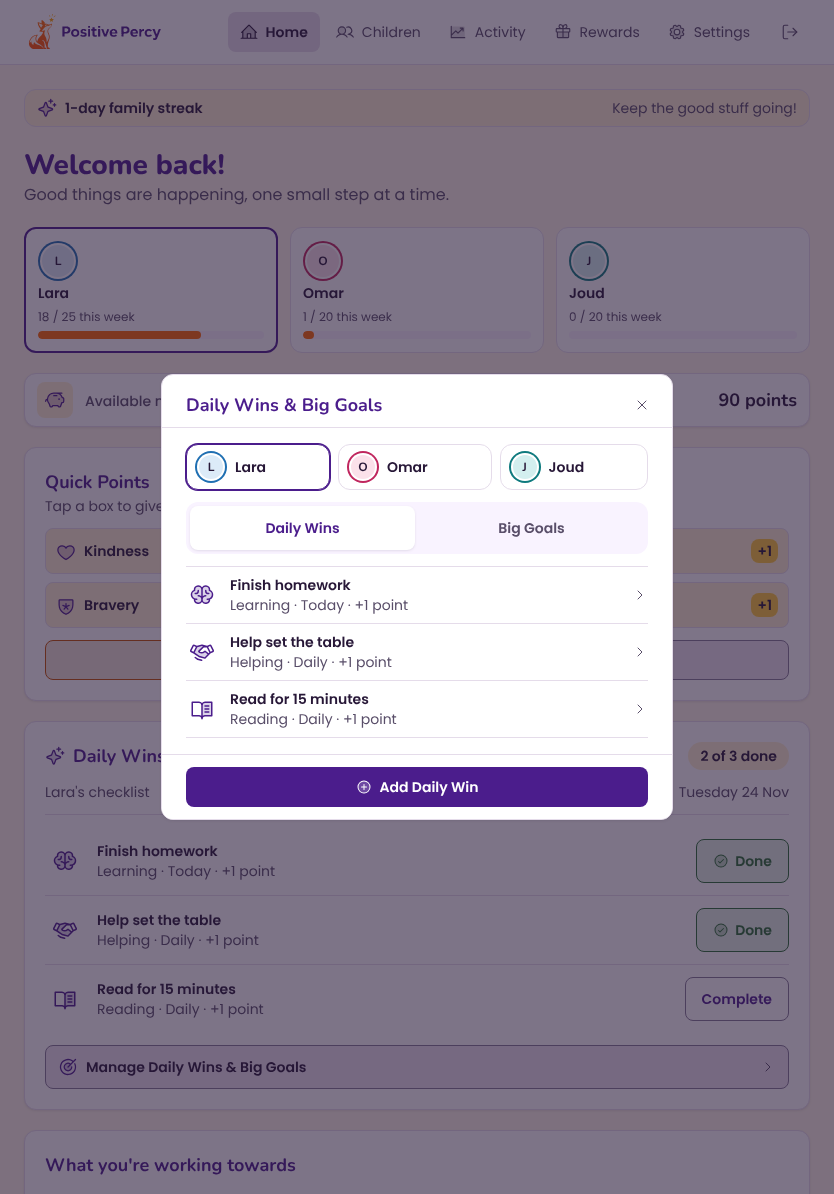 Positive Percy
Home
Children
Activity
Rewards
Settings
1-day family streak
Keep the good stuff going!
Welcome back!
Good things are happening, one small step at a time.
L
Lara
18 / 25 this week
O
Omar
1 / 20 this week
J
Joud
0 / 20 this week
Available
90 points
Quick Points
Tap a box to give
Kindness
+1
Bravery
+1
Daily Wins & Big Goals
L
Lara
O
Omar
J
Joud
Daily Wins
Big Goals
Finish homework
Learning · Today · +1 point
Help set the table
Helping · Daily · +1 point
Read for 15 minutes
Reading · Daily · +1 point
Add Daily Win
Daily Wins
2 of 3 done
Lara's checklist
Tuesday 24 Nov
Finish homework
Learning · Today · +1 point
Done
Help set the table
Helping · Daily · +1 point
Done
Read for 15 minutes
Reading · Daily · +1 point
Complete
Manage Daily Wins & Big Goals
What you're working towards